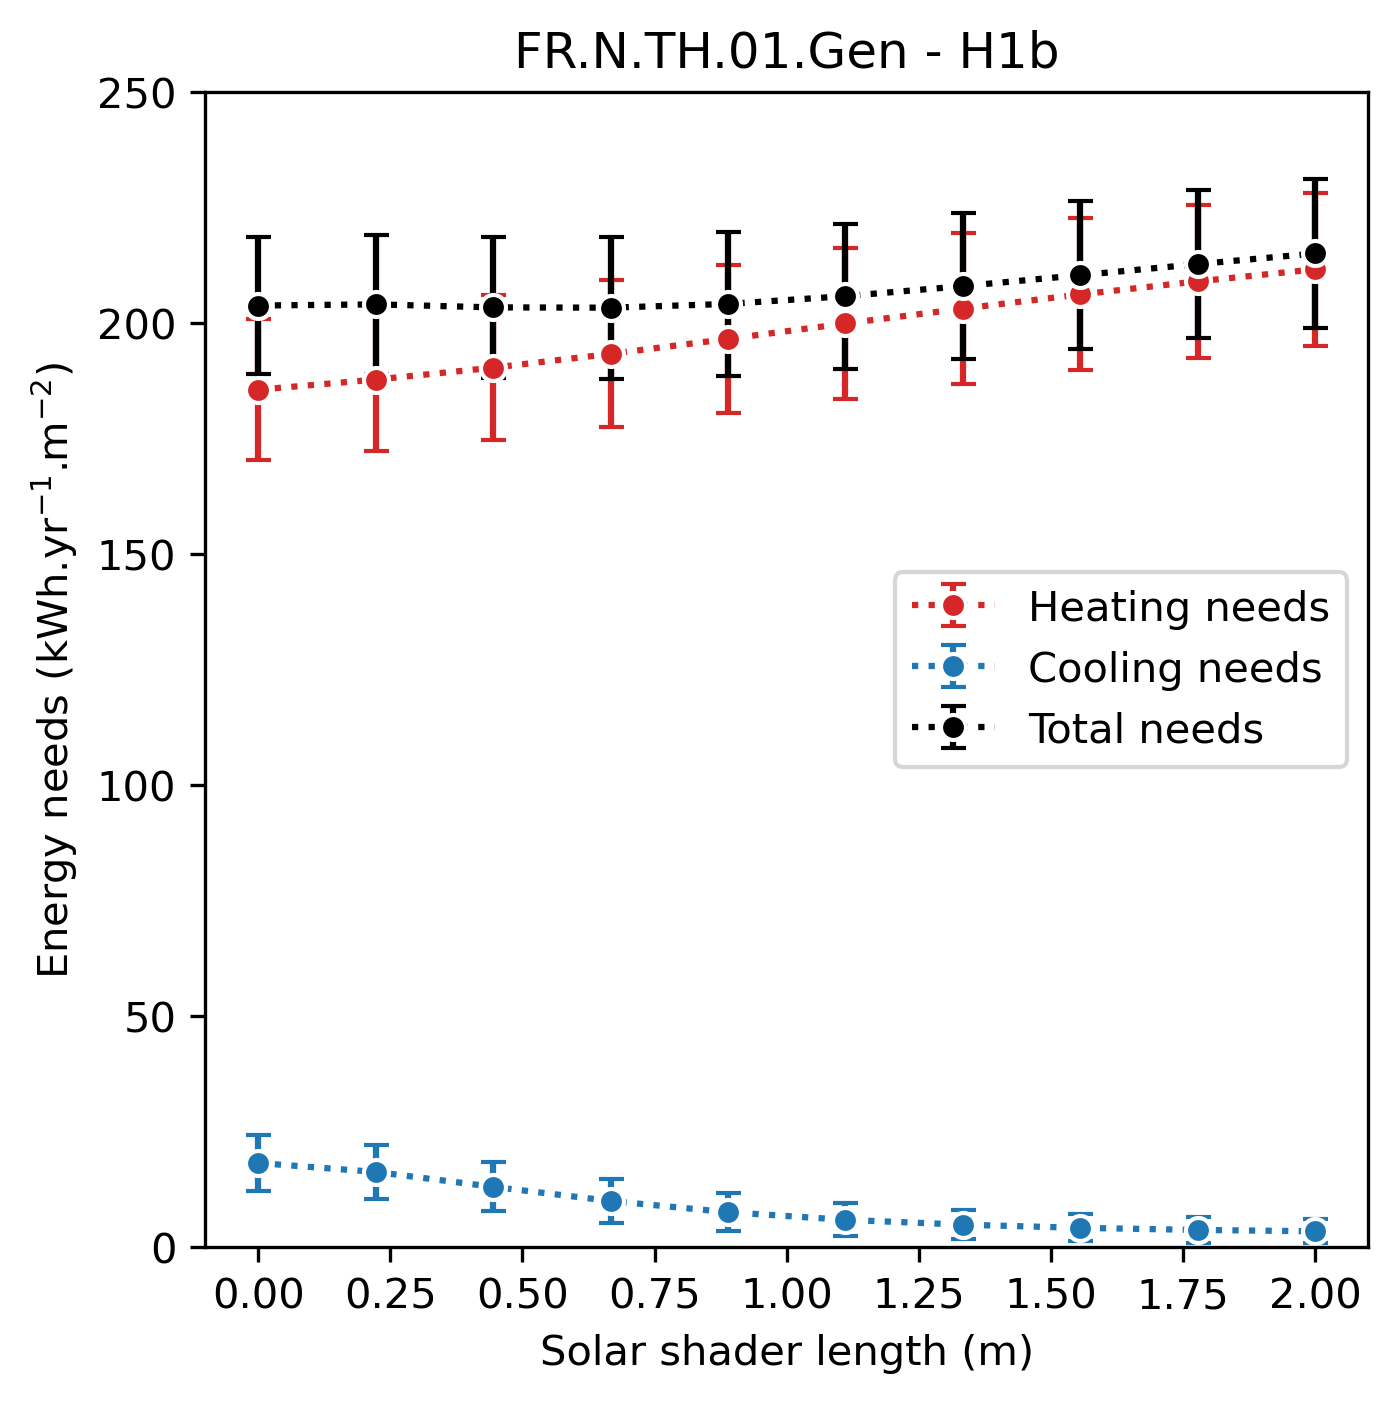 FR.N.TH.01.Gen - H1b
250
200
150
100
50
0
Energy needs (kWh.yr⁻¹.m⁻²)
Heating needs
Cooling needs
Total needs
0.00 0.25 0.50 0.75 1.00 1.25 1.50 1.75 2.00
Solar shader length (m)